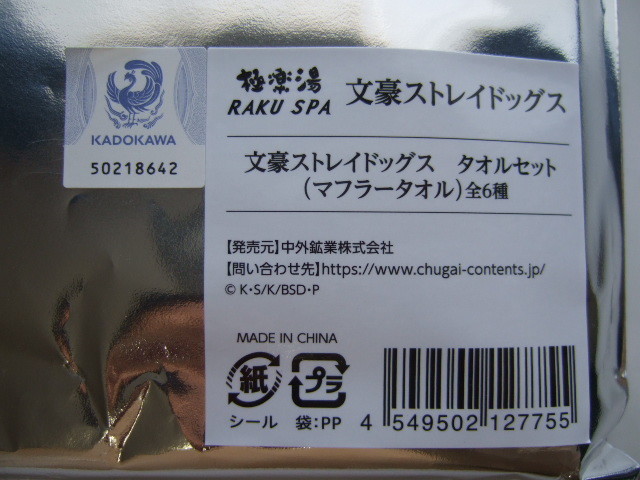 KADOKAWA
50218642
極楽湯
RAKU SPA
文豪ストレイドッグス
文豪ストレイドッグス タオルセット
(マフラータオル)全6種
【発売元】中外鉱業株式会社
【問い合わせ先】https://www.chugai-contents.jp/
© K・S/K/BSD・P
MADE IN CHINA
紙 プラ
シール 袋:PP
4 549502 127755